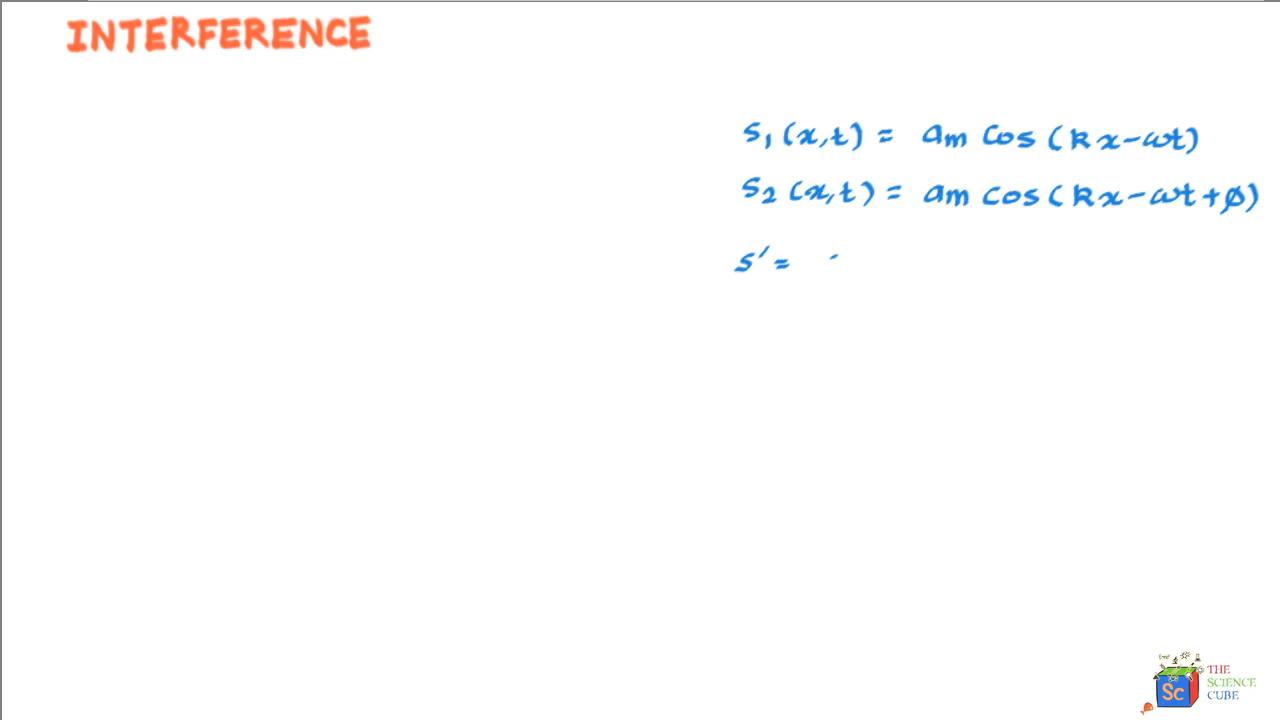 INTERFERENCE
s₁(x,t) = aₘ cos(kx-ωt)
s₂(x,t) = aₘ cos(kx-ωt+ø)
s′ =
Sc
THE
SCIENCE
CUBE